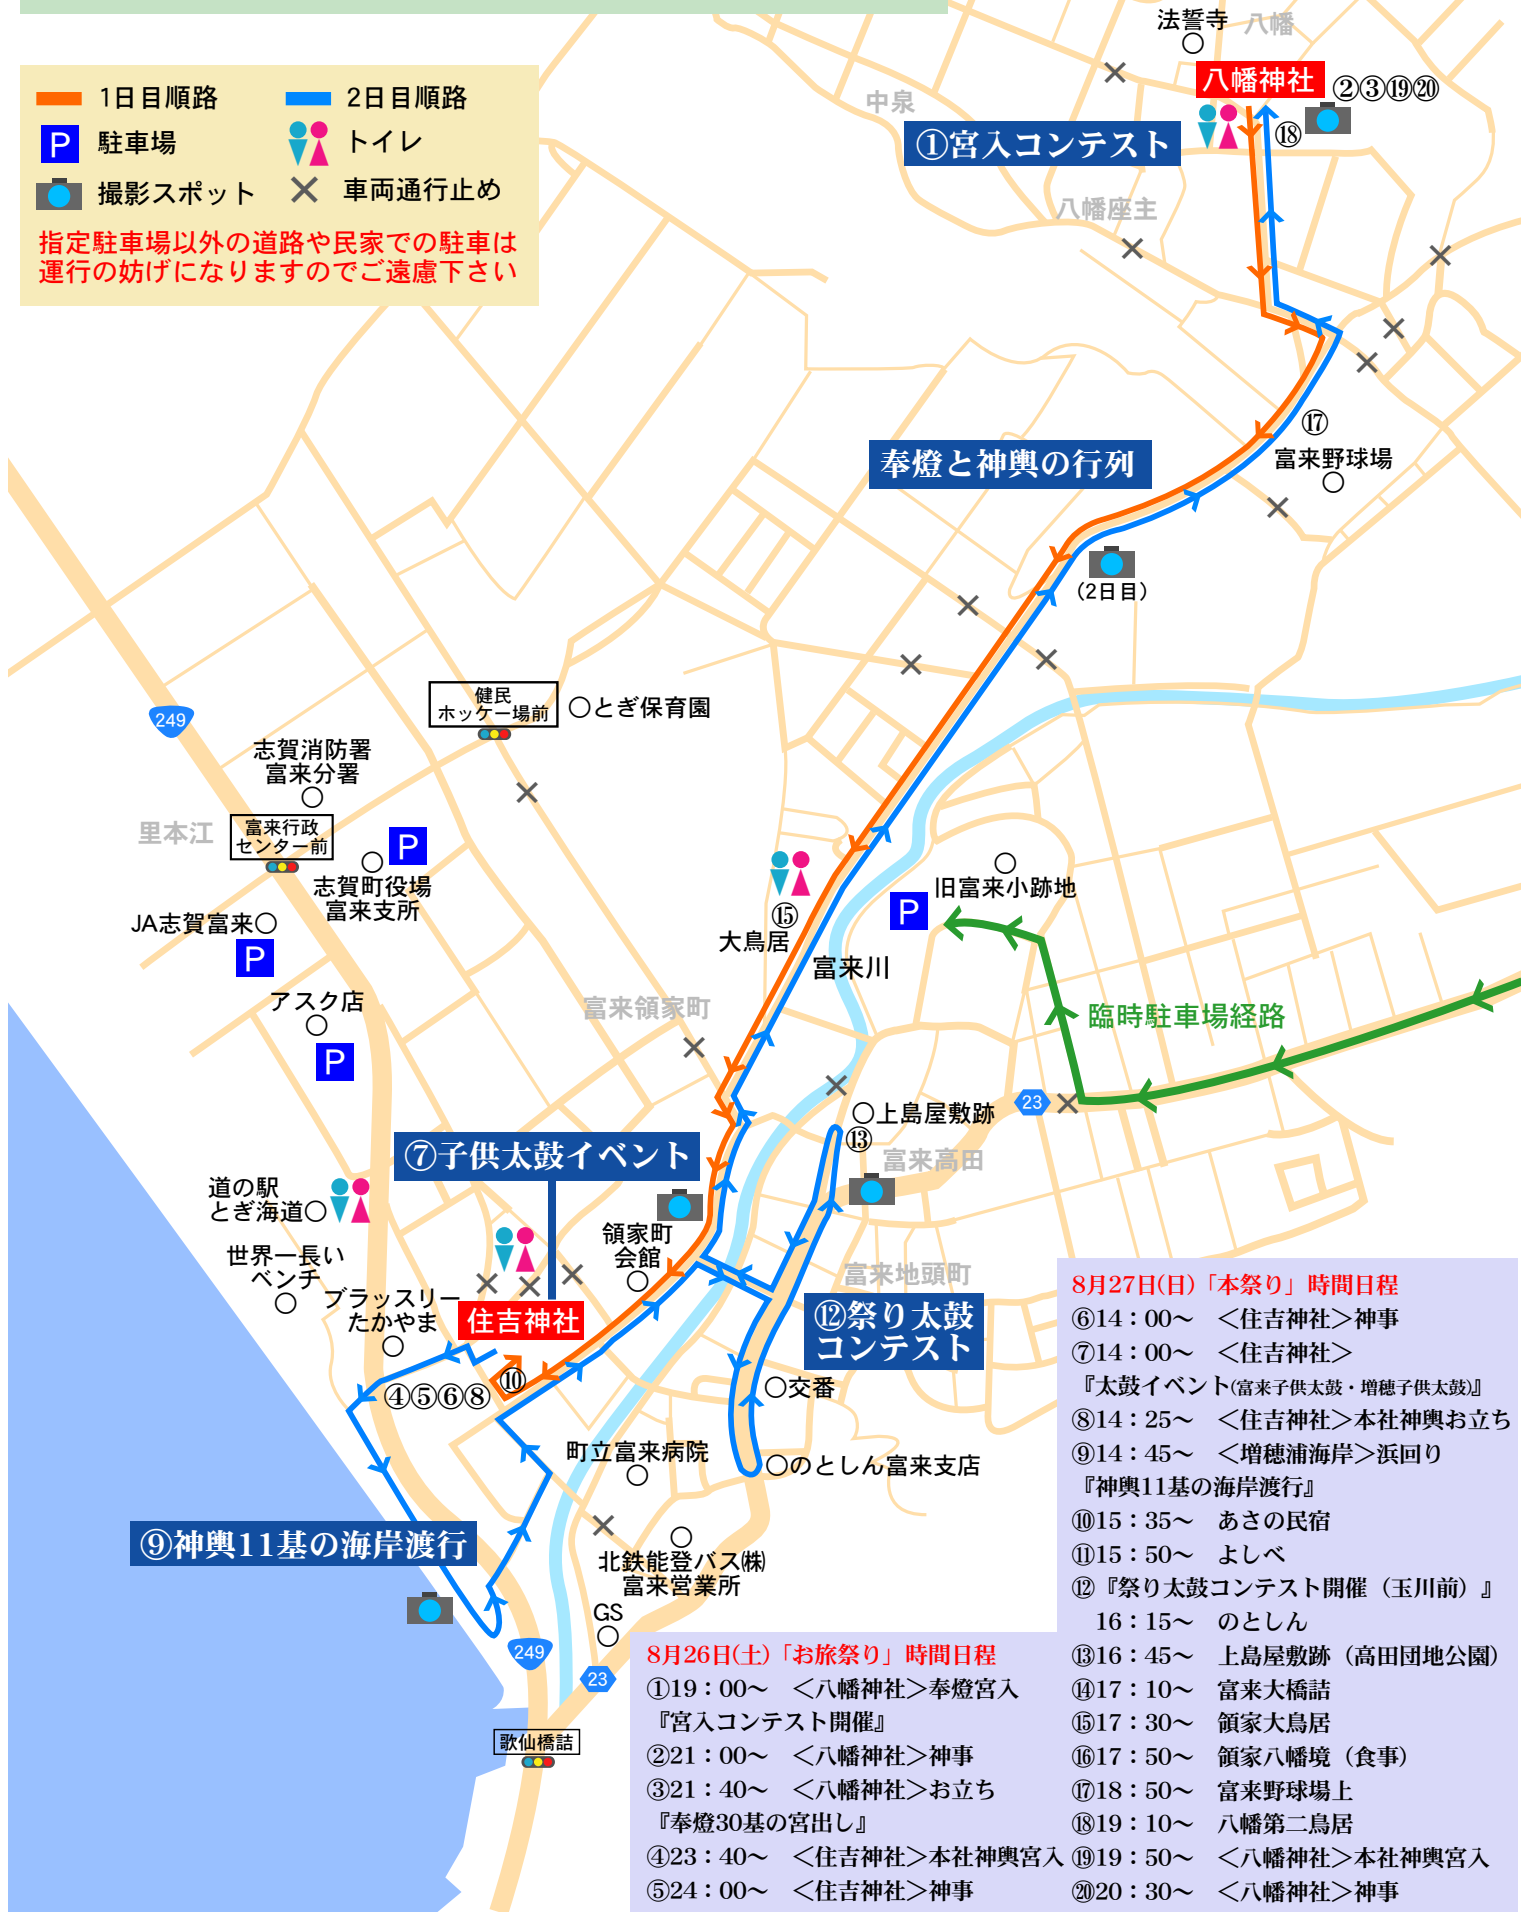 1日目順路
2日目順路
駐車場
トイレ
撮影スポット
車両通行止め
指定駐車場以外の道路や民家での駐車は
運行の妨げになりますのでご遠慮下さい
法誓寺
八幡
八幡神社
②③⑲⑳
中泉
①宮入コンテスト
⑱
八幡座主
⑰
富来野球場
奉燈と神輿の行列
(2日目)
249
健民
ホッケー場前
とぎ保育園
志賀消防署
富来分署
里本江
富来行政
センター前
P
志賀町役場
富来支所
JA志賀富来
P
アスク店
P
⑮
大鳥居
P
旧富来小跡地
富来川
富来領家町
臨時駐車場経路
23
上島屋敷跡
⑬
富来高田
⑦子供太鼓イベント
道の駅
とぎ海道
世界一長い
ベンチ
ブラッスリー
たかやま
住吉神社
領家町
会館
富来地頭町
⑫祭り太鼓
コンテスト
④⑤⑥⑧
⑩
交番
町立富来病院
のとしん富来支店
⑨神輿11基の海岸渡行
北鉄能登バス㈱
富来営業所
GS
249
23
歌仙橋詰
8月26日(土)「お旅祭り」時間日程
①19：00～　＜八幡神社＞奉燈宮入
『宮入コンテスト開催』
②21：00～　＜八幡神社＞神事
③21：40～　＜八幡神社＞お立ち
『奉燈30基の宮出し』
④23：40～　＜住吉神社＞本社神輿宮入
⑤24：00～　＜住吉神社＞神事
8月27日(日)「本祭り」時間日程
⑥14：00～　＜住吉神社＞神事
⑦14：00～　＜住吉神社＞
『太鼓イベント(富来子供太鼓・増穂子供太鼓)』
⑧14：25～　＜住吉神社＞本社神輿お立ち
⑨14：45～　＜増穂浦海岸＞浜回り
『神輿11基の海岸渡行』
⑩15：35～　あさの民宿
⑪15：50～　よしべ
⑫『祭り太鼓コンテスト開催（玉川前）』
16：15～　のとしん
⑬16：45～　上島屋敷跡（高田団地公園）
⑭17：10～　富来大橋詰
⑮17：30～　領家大鳥居
⑯17：50～　領家八幡境（食事）
⑰18：50～　富来野球場上
⑱19：10～　八幡第二鳥居
⑲19：50～　＜八幡神社＞本社神輿宮入
⑳20：30～　＜八幡神社＞神事